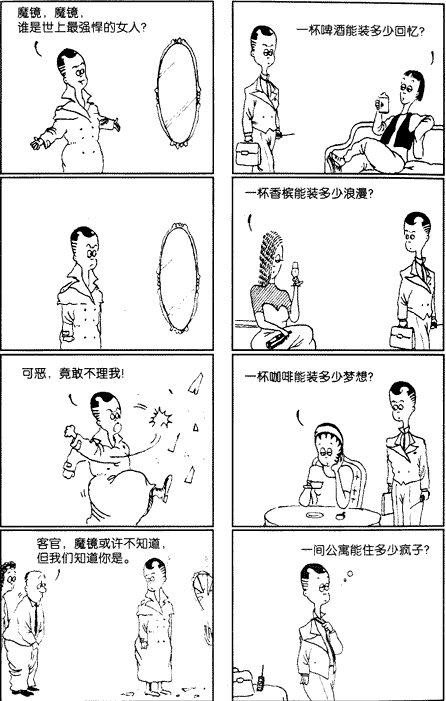 魔镜，魔镜，
谁是世上最强悍的女人？
可恶，竟敢不理我！
客官，魔镜或许不知道，
但我们知道你是。
一杯啤酒能装多少回忆？
一杯香槟能装多少浪漫？
一杯咖啡能装多少梦想？
一间公寓能住多少疯子？